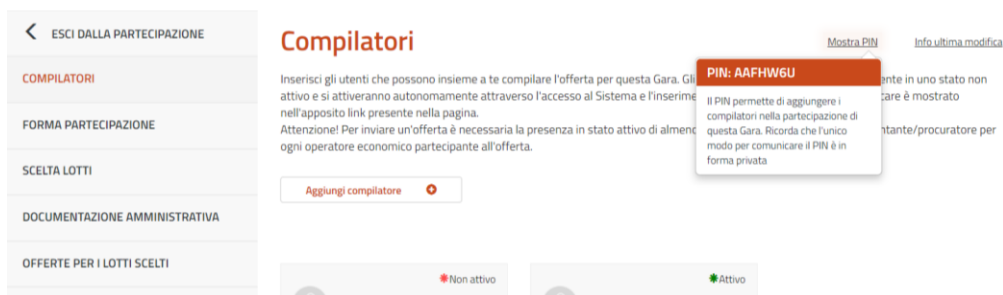 ESCI DALLA PARTECIPAZIONE
COMPILATORI
FORMA PARTECIPAZIONE
SCELTA LOTTI
DOCUMENTAZIONE AMMINISTRATIVA
OFFERTE PER I LOTTI SCELTI
Compilatori
Mostra PIN
Info ultima modifica
Inserisci gli utenti che possono insieme a te compilare l'offerta per questa Gara. Gli
ente in uno stato non
attivo e si attiveranno autonomamente attraverso l'accesso al Sistema e l'inserime
care è mostrato
nell'apposito link presente nella pagina.
Attenzione! Per inviare un'offerta è necessaria la presenza in stato attivo di almeno
ntante/procuratore per
ogni operatore economico partecipante all'offerta.
PIN: AAFHW6U
Il PIN permette di aggiungere i
compilatori nella partecipazione di
questa Gara. Ricorda che l'unico
modo per comunicare il PIN è in
forma privata
Aggiungi compilatore
Non attivo
Attivo